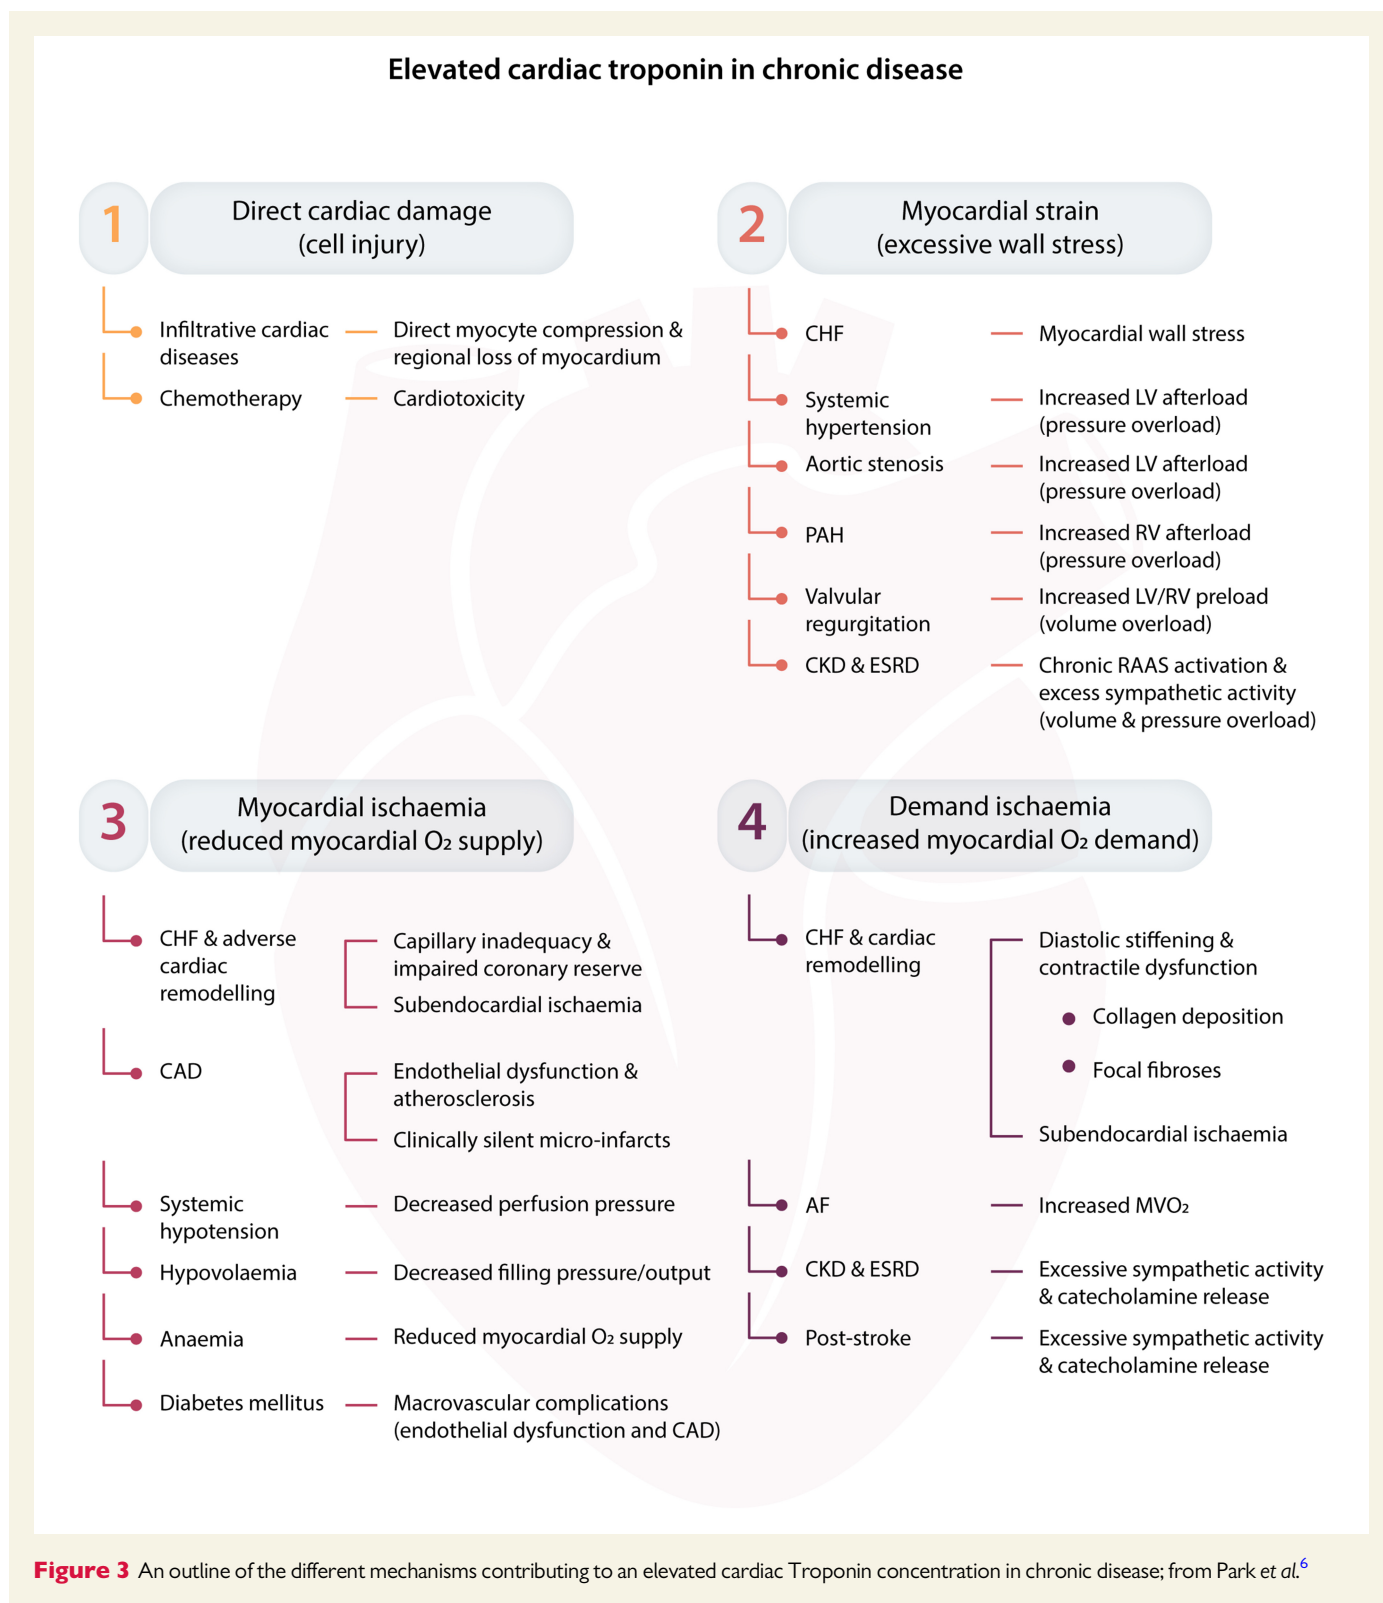 Elevated cardiac troponin in chronic disease
1
Direct cardiac damage
(cell injury)
Infiltrative cardiac
diseases
Direct myocyte compression &
regional loss of myocardium
Chemotherapy
Cardiotoxicity
2
Myocardial strain
(excessive wall stress)
CHF
Myocardial wall stress
Systemic
hypertension
Increased LV afterload
(pressure overload)
Aortic stenosis
Increased LV afterload
(pressure overload)
PAH
Increased RV afterload
(pressure overload)
Valvular
regurgitation
Increased LV/RV preload
(volume overload)
CKD & ESRD
Chronic RAAS activation &
excess sympathetic activity
(volume & pressure overload)
3
Myocardial ischaemia
(reduced myocardial O₂ supply)
CHF & adverse
cardiac
remodelling
Capillary inadequacy &
impaired coronary reserve
Subendocardial ischaemia
CAD
Endothelial dysfunction &
atherosclerosis
Clinically silent micro-infarcts
Systemic
hypotension
Decreased perfusion pressure
Hypovolaemia
Decreased filling pressure/output
Anaemia
Reduced myocardial O₂ supply
Diabetes mellitus
Macrovascular complications
(endothelial dysfunction and CAD)
4
Demand ischaemia
(increased myocardial O₂ demand)
CHF & cardiac
remodelling
Diastolic stiffening &
contractile dysfunction
Collagen deposition
Focal fibroses
Subendocardial ischaemia
AF
Increased MVO₂
CKD & ESRD
Excessive sympathetic activity
& catecholamine release
Post-stroke
Excessive sympathetic activity
& catecholamine release
Figure 3 An outline of the different mechanisms contributing to an elevated cardiac Troponin concentration in chronic disease; from Park et al.⁶